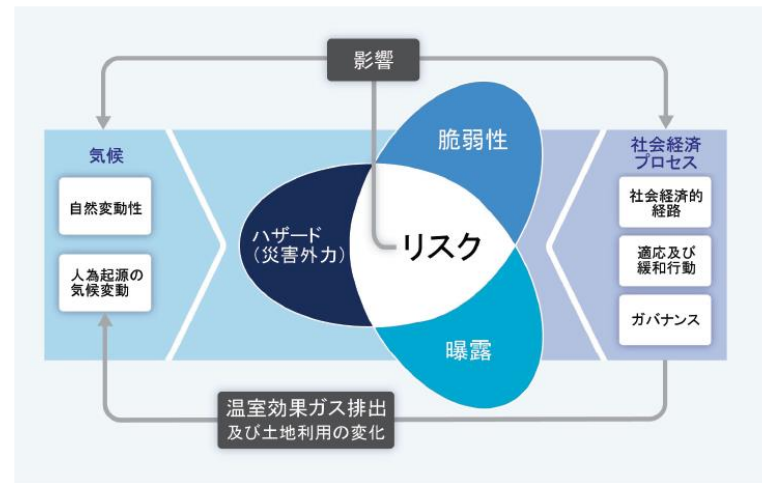 影響
気候
自然変動性
人為起源の
気候変動
ハザード
（災害外力）
脆弱性
リスク
曝露
社会経済
プロセス
社会経済的
経路
適応及び
緩和行動
ガバナンス
温室効果ガス排出
及び土地利用の変化